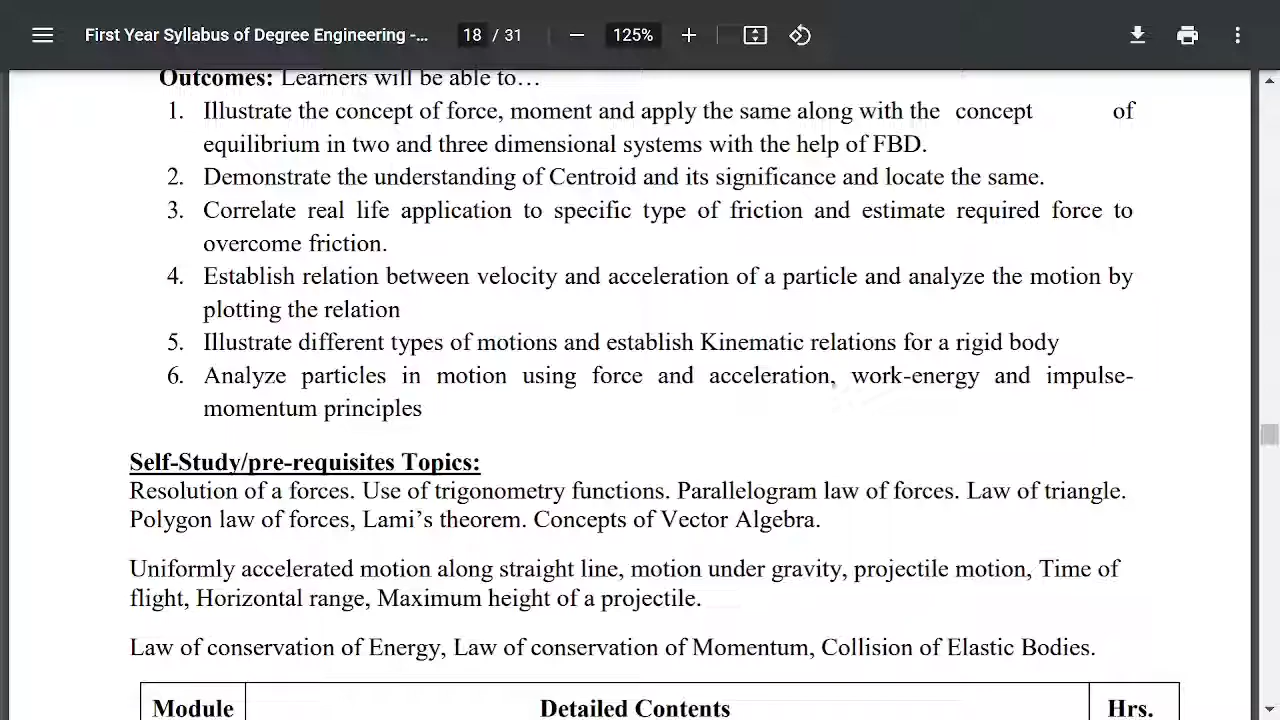 First Year Syllabus of Degree Engineering -...
18 / 31
125%
Outcomes: Learners will be able to…
1. Illustrate the concept of force, moment and apply the same along with the concept of
equilibrium in two and three dimensional systems with the help of FBD.
2. Demonstrate the understanding of Centroid and its significance and locate the same.
3. Correlate real life application to specific type of friction and estimate required force to
overcome friction.
4. Establish relation between velocity and acceleration of a particle and analyze the motion by
plotting the relation
5. Illustrate different types of motions and establish Kinematic relations for a rigid body
6. Analyze particles in motion using force and acceleration, work-energy and impulse-
momentum principles
Self-Study/pre-requisites Topics:
Resolution of a forces. Use of trigonometry functions. Parallelogram law of forces. Law of triangle.
Polygon law of forces, Lami’s theorem. Concepts of Vector Algebra.
Uniformly accelerated motion along straight line, motion under gravity, projectile motion, Time of
flight, Horizontal range, Maximum height of a projectile.
Law of conservation of Energy, Law of conservation of Momentum, Collision of Elastic Bodies.
Module Detailed Contents Hrs.